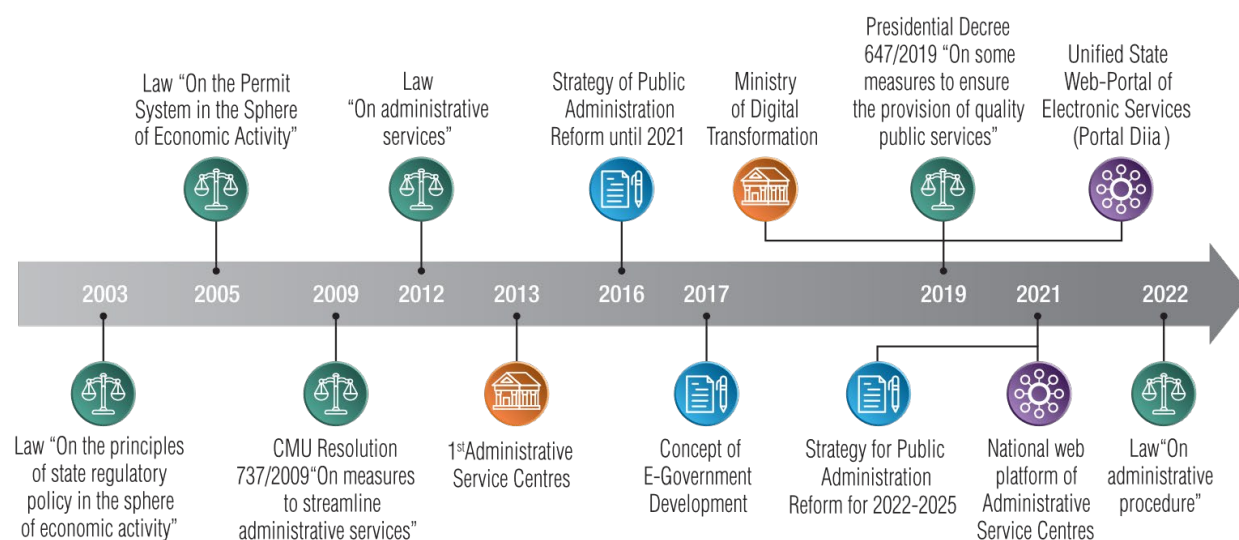 Law “On the Permit
System in the Sphere
of Economic Activity”
Law
“On administrative
services”
Strategy of Public
Administration
Reform until 2021
Ministry
of Digital
Transformation
Presidential Decree
647/2019 “On some
measures to ensure
the provision of quality
public services”
Unified State
Web-Portal of
Electronic Services
(Portal Diia )
2003
2005
2009
2012
2013
2016
2017
2019
2021
2022
Law “On the principles
of state regulatory
policy in the sphere
of economic activity”
CMU Resolution
737/2009“On measures
to streamline
administrative services”
1stAdministrative
Service Centres
Concept of
E-Government
Development
Strategy for Public
Administration
Reform for 2022-2025
National web
platform of
Administrative
Service Centres
Law“On
administrative
procedure”